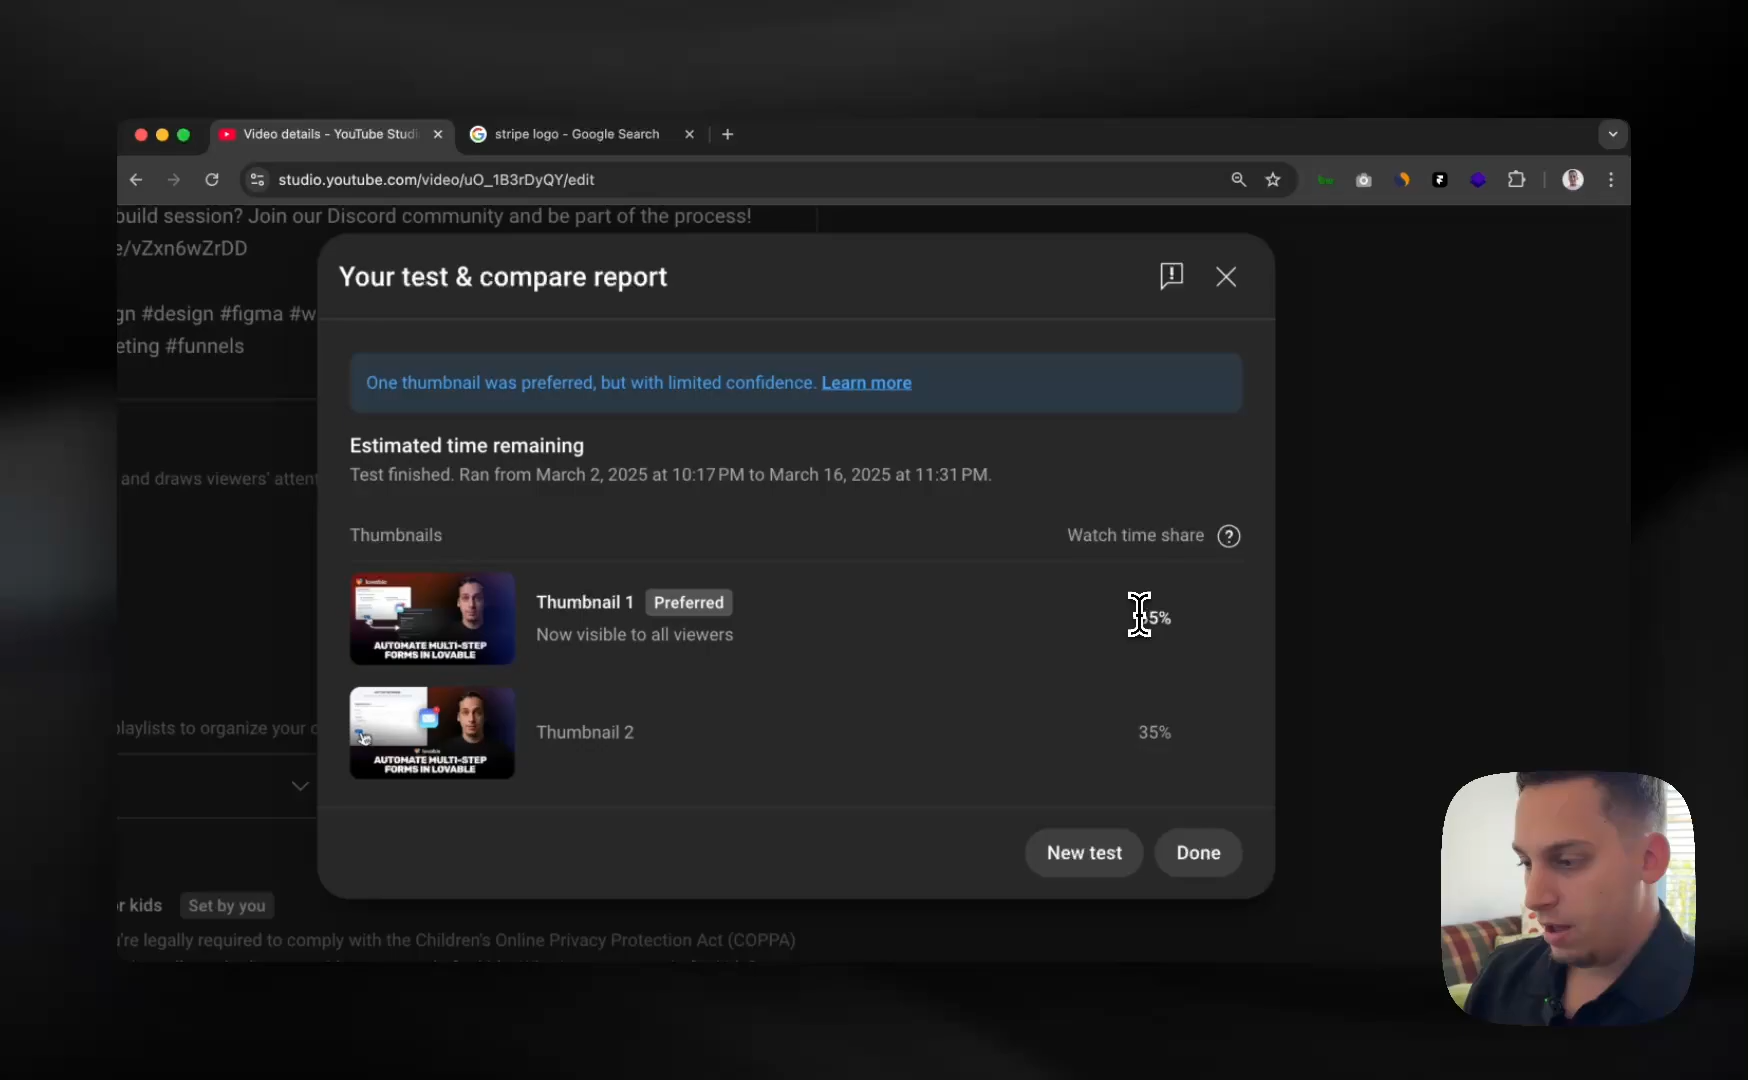 Video details - YouTube Studi
stripe logo - Google Search
studio.youtube.com/video/uO_1B3rDyQY/edit
build session? Join our Discord community and be part of the process!
e/vZxn6wZrDD
gn #design #figma #w
eting #funnels
and draws viewers' attent
playlists to organize your c
r kids Set by you
're legally required to comply with the Children's Online Privacy Protection Act (COPPA)
Your test & compare report
One thumbnail was preferred, but with limited confidence. Learn more
Estimated time remaining
Test finished. Ran from March 2, 2025 at 10:17 PM to March 16, 2025 at 11:31 PM.
Thumbnails Watch time share
lovable
AUTOMATE MULTI-STEP
FORMS IN LOVABLE
Thumbnail 1 Preferred
Now visible to all viewers
5%
lovable
AUTOMATE MULTI-STEP
FORMS IN LOVABLE
Thumbnail 2
35%
New test Done